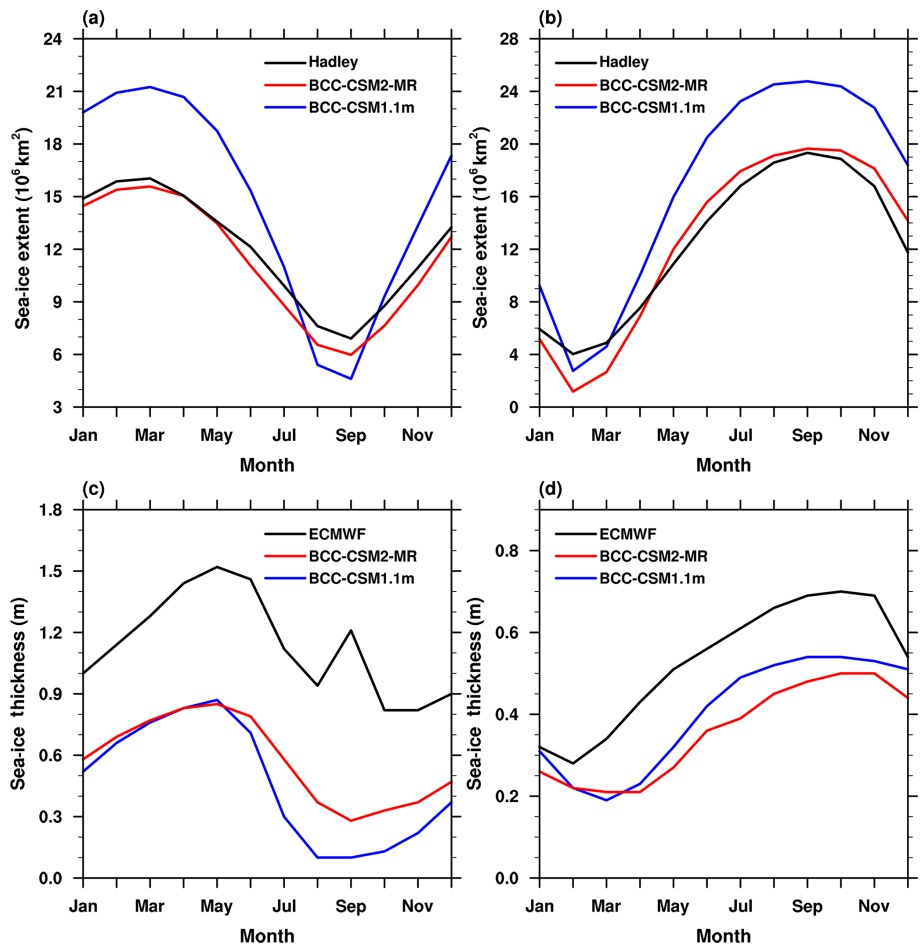 (a)
24
21
18
15
12
9
6
3
Sea-ice extent (10⁶ km²)
Hadley
BCC-CSM2-MR
BCC-CSM1.1m
Jan Mar May Jul Sep Nov
Month
(b)
28
24
20
16
12
8
4
0
Sea-ice extent (10⁶ km²)
Hadley
BCC-CSM2-MR
BCC-CSM1.1m
Jan Mar May Jul Sep Nov
Month
(c)
1.8
1.5
1.2
0.9
0.6
0.3
0.0
Sea-ice thickness (m)
ECMWF
BCC-CSM2-MR
BCC-CSM1.1m
Jan Mar May Jul Sep Nov
Month
(d)
0.8
0.6
0.4
0.2
0.0
Sea-ice thickness (m)
ECMWF
BCC-CSM2-MR
BCC-CSM1.1m
Jan Mar May Jul Sep Nov
Month